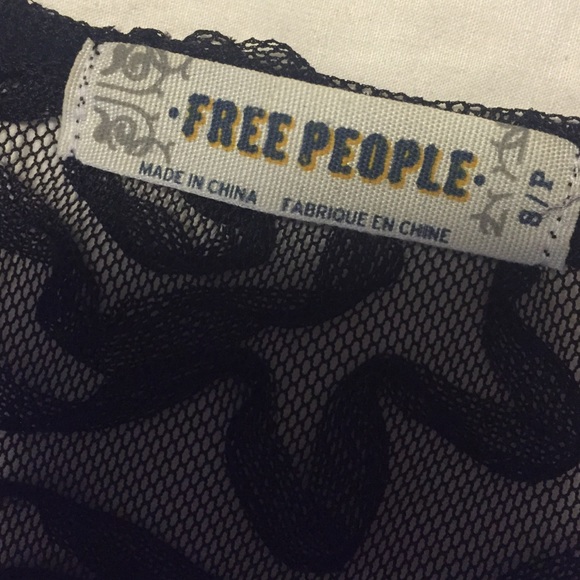 ·FREE PEOPLE·
MADE IN CHINA FABRIQUE EN CHINE
S/P